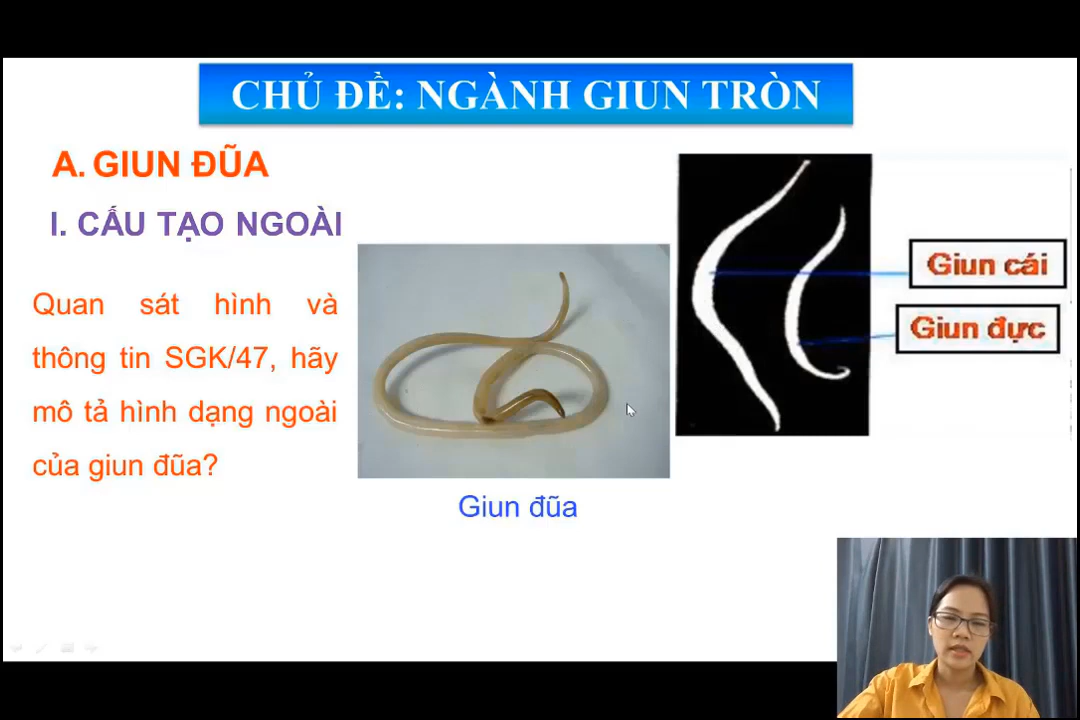 CHỦ ĐỀ: NGÀNH GIUN TRÒN
A. GIUN ĐŨA
I. CẤU TẠO NGOÀI
Quan sát hình và
thông tin SGK/47, hãy
mô tả hình dạng ngoài
của giun đũa?
Giun đũa
Giun cái
Giun đực